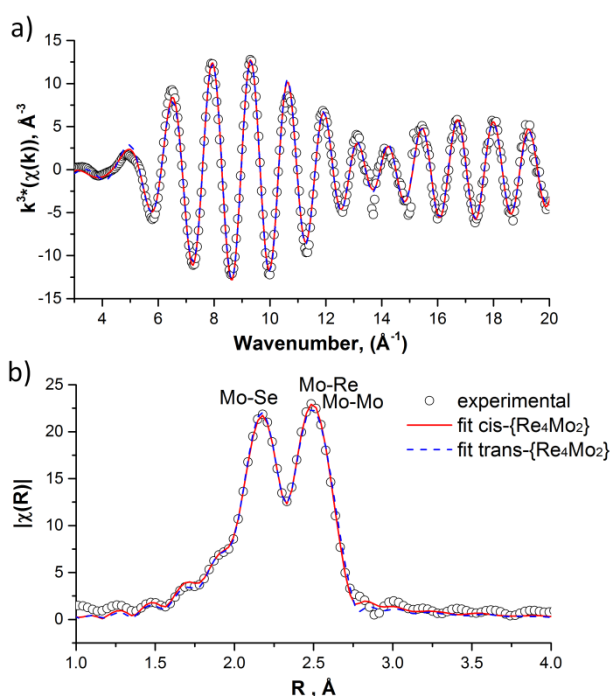 a)
k³*(χ(k)), Å⁻³
15
10
5
0
-5
-10
-15
4 6 8 10 12 14 16 18 20
Wavenumber, (Å⁻¹)
b)
|χ(R)|
25
20
15
10
5
0
Mo-Se
Mo-Re
Mo-Mo
experimental
fit cis-{Re₄Mo₂}
fit trans-{Re₄Mo₂}
1.0 1.5 2.0 2.5 3.0 3.5 4.0
R , Å